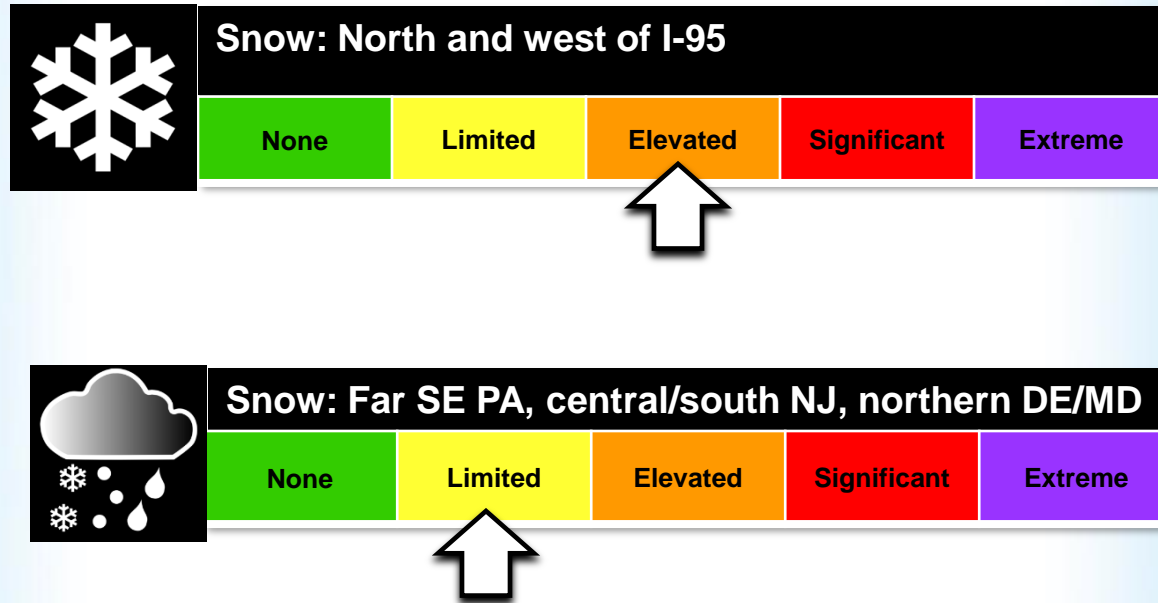 Snow: North and west of I-95
None Limited Elevated Significant Extreme
Snow: Far SE PA, central/south NJ, northern DE/MD
None Limited Elevated Significant Extreme